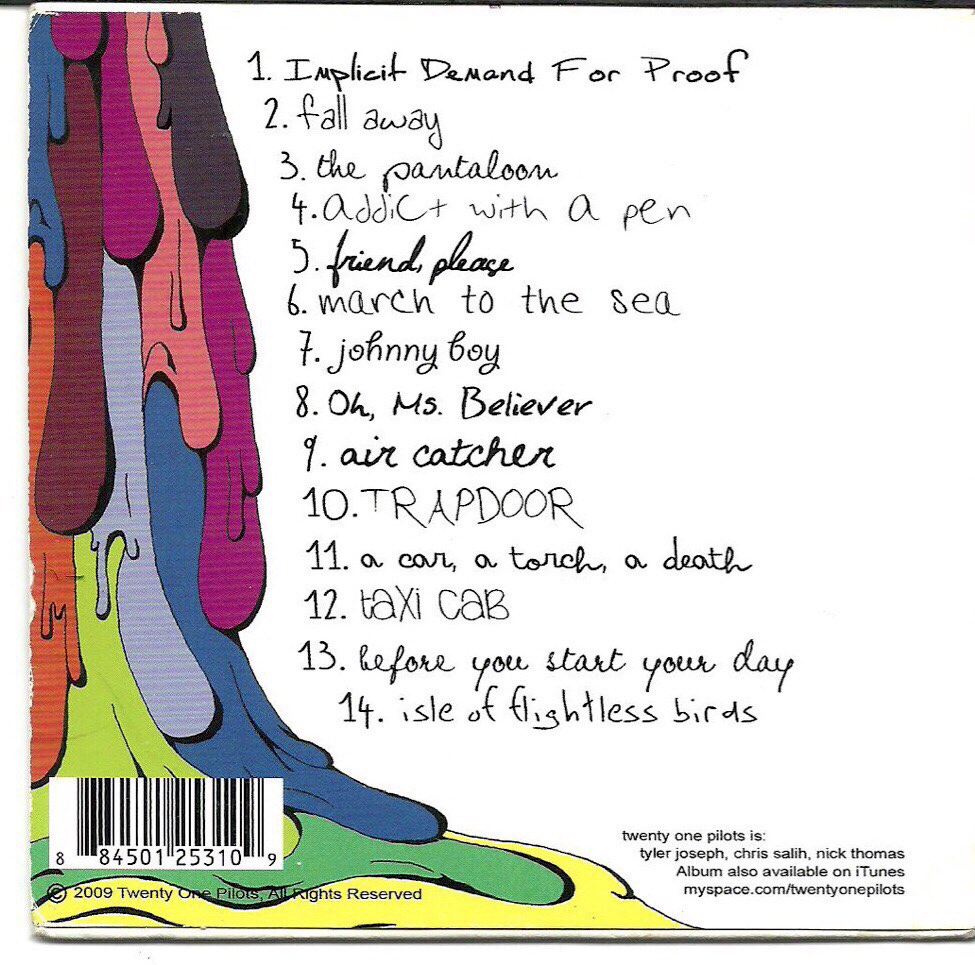 1. Implicit Demand For Proof
2. fall away
3. the pantaloon
4. addict with a pen
5. friend, please
6. march to the sea
7. johnny boy
8. Oh, Ms. Believer
9. air catcher
10. TRAPDOOR
11. a car, a torch, a death
12. taxi cab
13. before you start your day
14. isle of flightless birds
8 84501 25310 9
© 2009 Twenty One Pilots, All Rights Reserved
twenty one pilots is:
tyler joseph, chris salih, nick thomas
Album also available on iTunes
myspace.com/twentyonepilots